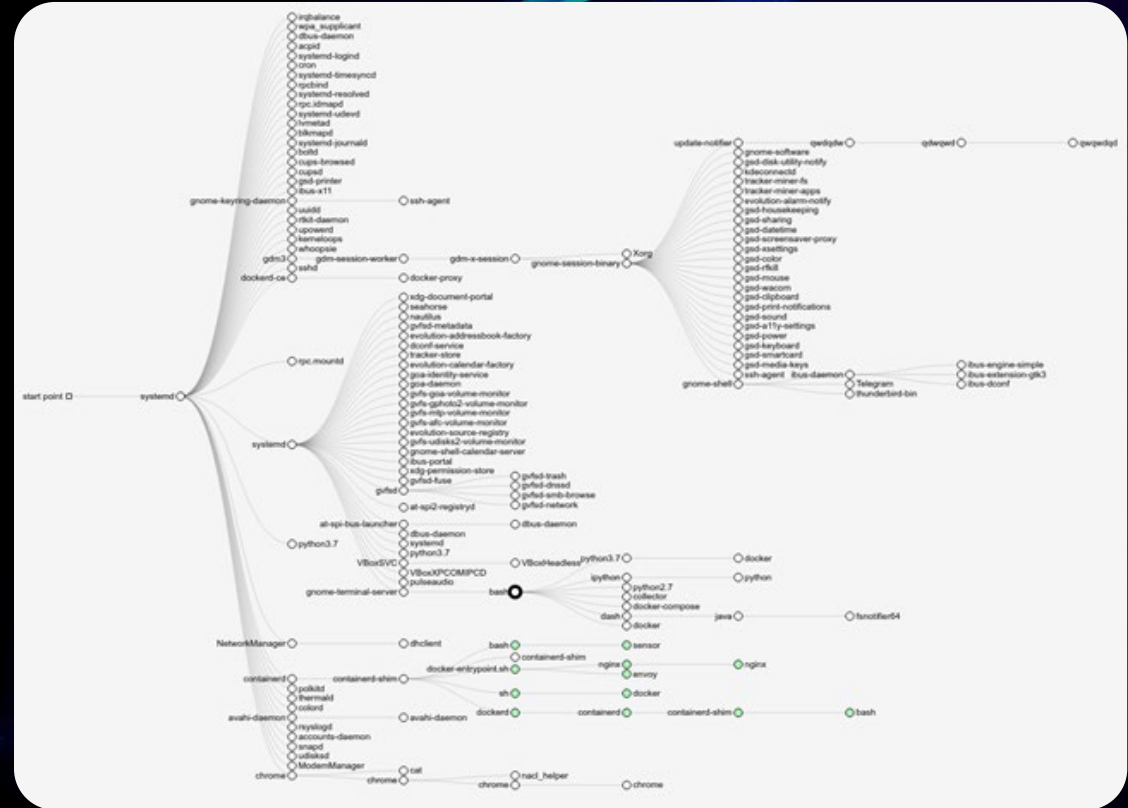 irqbalance
wpa_supplicant
dbus-daemon
acpid
systemd-logind
cron
systemd-timesyncd
rpcbind
systemd-resolved
rpc.idmapd
systemd-udevd
lvmetad
blkmapd
systemd-journald
boltd
cups-browsed
cupsd
gsd-printer
ibus-x11
gnome-keyring-daemon
ssh-agent
uuidd
rtkit-daemon
upowerd
kerneloops
whoopsie
gdm3
gdm-session-worker
gdm-x-session
Xorg
gnome-session-binary
sshd
dockerd-ce
docker-proxy
update-notifier
qwdqdw
qdwqwd
qwqwdqd
gnome-software
gsd-disk-utility-notify
kdeconnectd
tracker-miner-fs
tracker-miner-apps
evolution-alarm-notify
gsd-housekeeping
gsd-sharing
gsd-datetime
gsd-screensaver-proxy
gsd-xsettings
gsd-color
gsd-rfkill
gsd-mouse
gsd-wacom
gsd-clipboard
gsd-print-notifications
gsd-sound
gsd-a11y-settings
gsd-power
gsd-keyboard
gsd-smartcard
gsd-media-keys
ssh-agent
ibus-daemon
ibus-engine-simple
ibus-extension-gtk3
ibus-dconf
gnome-shell
Telegram
thunderbird-bin
rpc.mountd
start point
systemd
systemd
xdg-document-portal
seahorse
nautilus
gvfsd-metadata
evolution-addressbook-factory
dconf-service
tracker-store
evolution-calendar-factory
goa-identity-service
goa-daemon
gvfs-goa-volume-monitor
gvfs-gphoto2-volume-monitor
gvfs-mtp-volume-monitor
gvfs-afc-volume-monitor
evolution-source-registry
gvfs-udisks2-volume-monitor
gnome-shell-calendar-server
ibus-portal
xdg-permission-store
gvfsd-fuse
gvfsd
gvfsd-trash
gvfsd-dnssd
gvfsd-smb-browse
gvfsd-network
at-spi2-registryd
at-spi-bus-launcher
dbus-daemon
dbus-daemon
systemd
python3.7
python3.7
VBoxSVC
VBoxHeadless
VBoxXPCOMIPCD
pulseaudio
gnome-terminal-server
bash
python3.7
docker
ipython
python
python2.7
collector
docker-compose
dash
java
fsnotifier64
docker
NetworkManager
dhclient
containerd
containerd-shim
bash
sensor
containerd-shim
docker-entrypoint.sh
nginx
nginx
envoy
sh
docker
dockerd
containerd
containerd-shim
bash
polkitd
thermald
colord
avahi-daemon
avahi-daemon
rsyslogd
accounts-daemon
snapd
udisksd
ModemManager
chrome
cat
chrome
nacl_helper
chrome
chrome